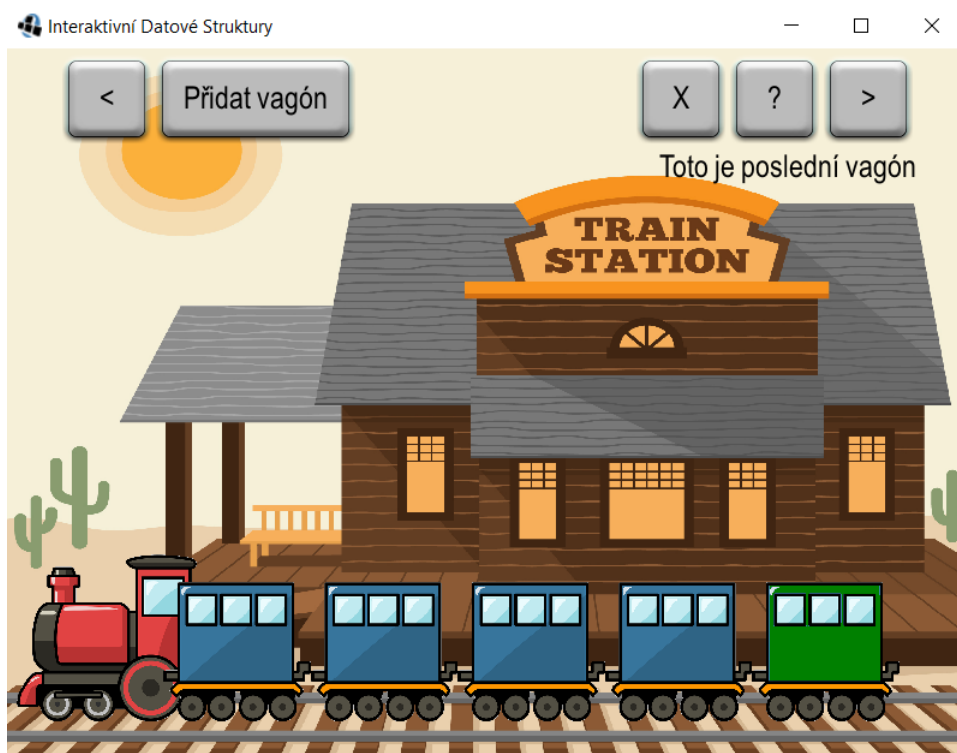 Interaktivní Datové Struktury
<
Přidat vagón
X
?
>
Toto je poslední vagón
TRAIN
STATION